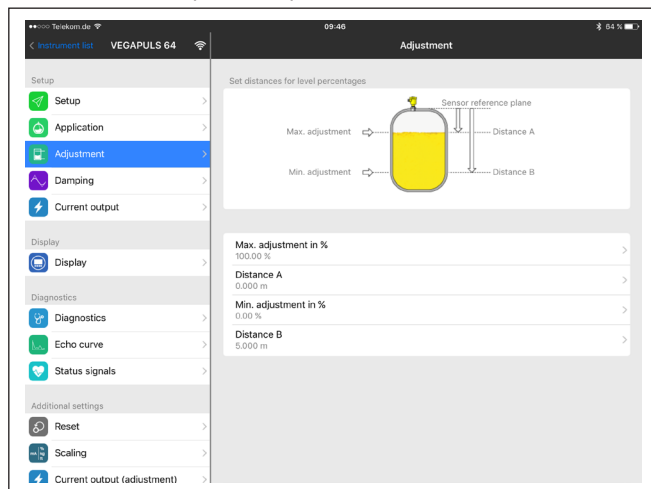 Telekom.de
09:46
64 %
Instrument list
VEGAPULS 64
Adjustment
Setup
Setup
Application
Adjustment
Damping
Current output
Display
Display
Diagnostics
Diagnostics
Echo curve
Status signals
Additional settings
Reset
Scaling
Current output (adjustment)
Set distances for level percentages
Sensor reference plane
Max. adjustment
Distance A
Min. adjustment
Distance B
Max. adjustment in %
100.00 %
Distance A
0.000 m
Min. adjustment in %
0.00 %
Distance B
5.000 m